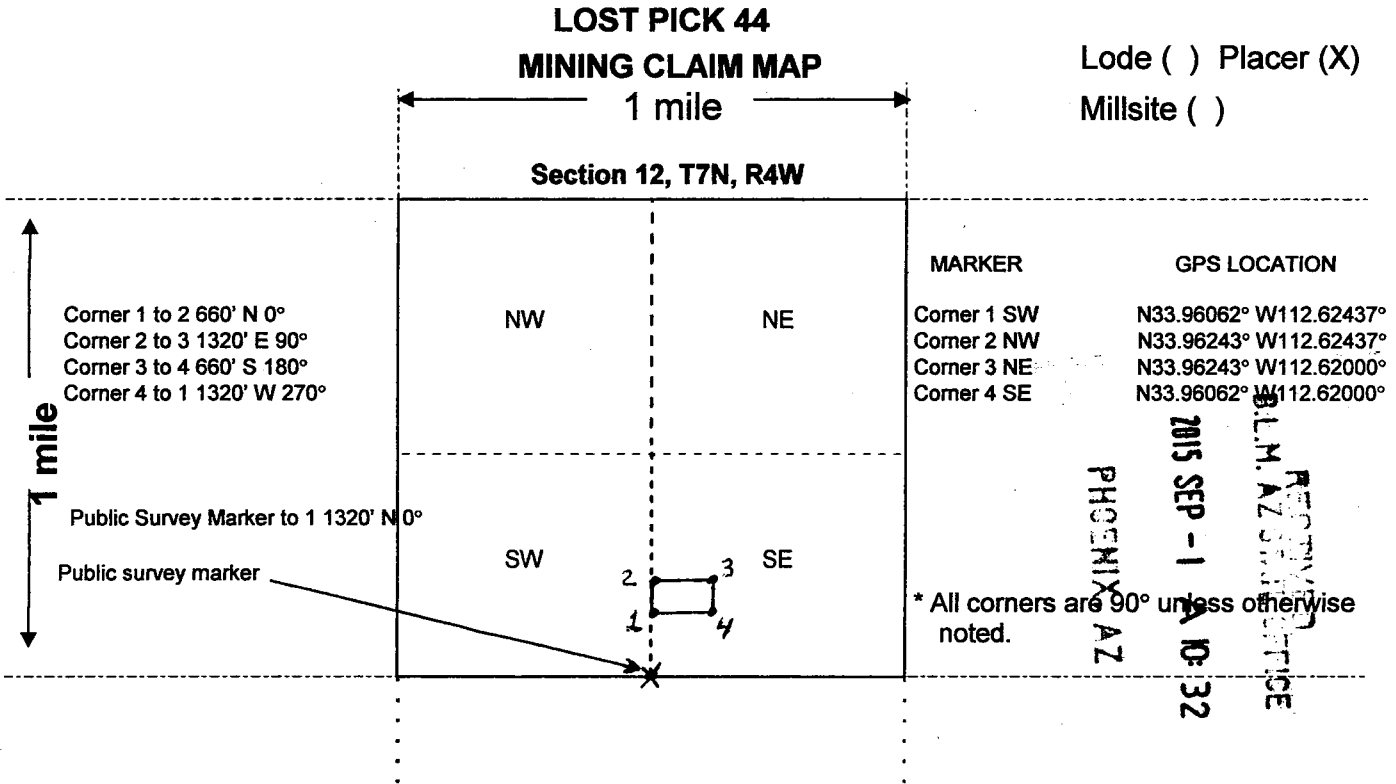 LOST PICK 44
MINING CLAIM MAP
Lode ( ) Placer (X)
Millsite ( )
1 mile
Section 12, T7N, R4W
1 mile
Corner 1 to 2 660' N 0°
Corner 2 to 3 1320' E 90°
Corner 3 to 4 660' S 180°
Corner 4 to 1 1320' W 270°
NW
NE
MARKER GPS LOCATION
Corner 1 SW N33.96062° W112.62437°
Corner 2 NW N33.96243° W112.62437°
Corner 3 NE N33.96243° W112.62000°
Corner 4 SE N33.96062° W112.62000°
Public Survey Marker to 1 1320' N 0°
Public survey marker
SW
SE
2
3
1
4
* All corners are 90° unless otherwise
noted.
RECEIVED
B.L.M. AZ
2015 SEP -1 A 10: 32
PHOENIX AZ